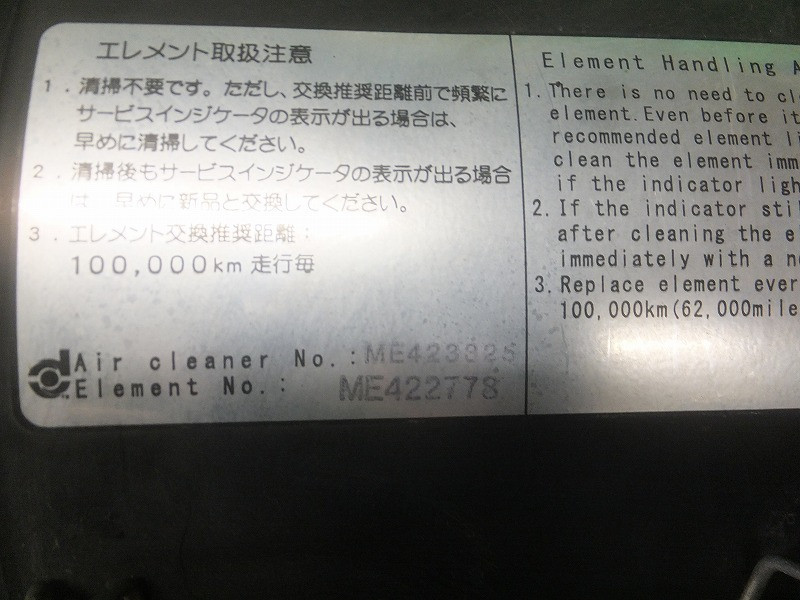 エレメント取扱注意
1. 清掃不要です。ただし、交換推奨距離前で頻繁に
サービスインジケータの表示が出る場合は、
早めに清掃してください。
2. 清掃後もサービスインジケータの表示が出る場合
は、早めに新品と交換してください。
3. エレメント交換推奨距離:
100,000km 走行毎
Air cleaner No.:
Element No.: ME422778
Element Handling
1. There is no need to
element. Even before it
recommended element
clean the element
if the indicator
2. If the indicator
after cleaning the
immediately with a
3. Replace element
100,000km(62,000